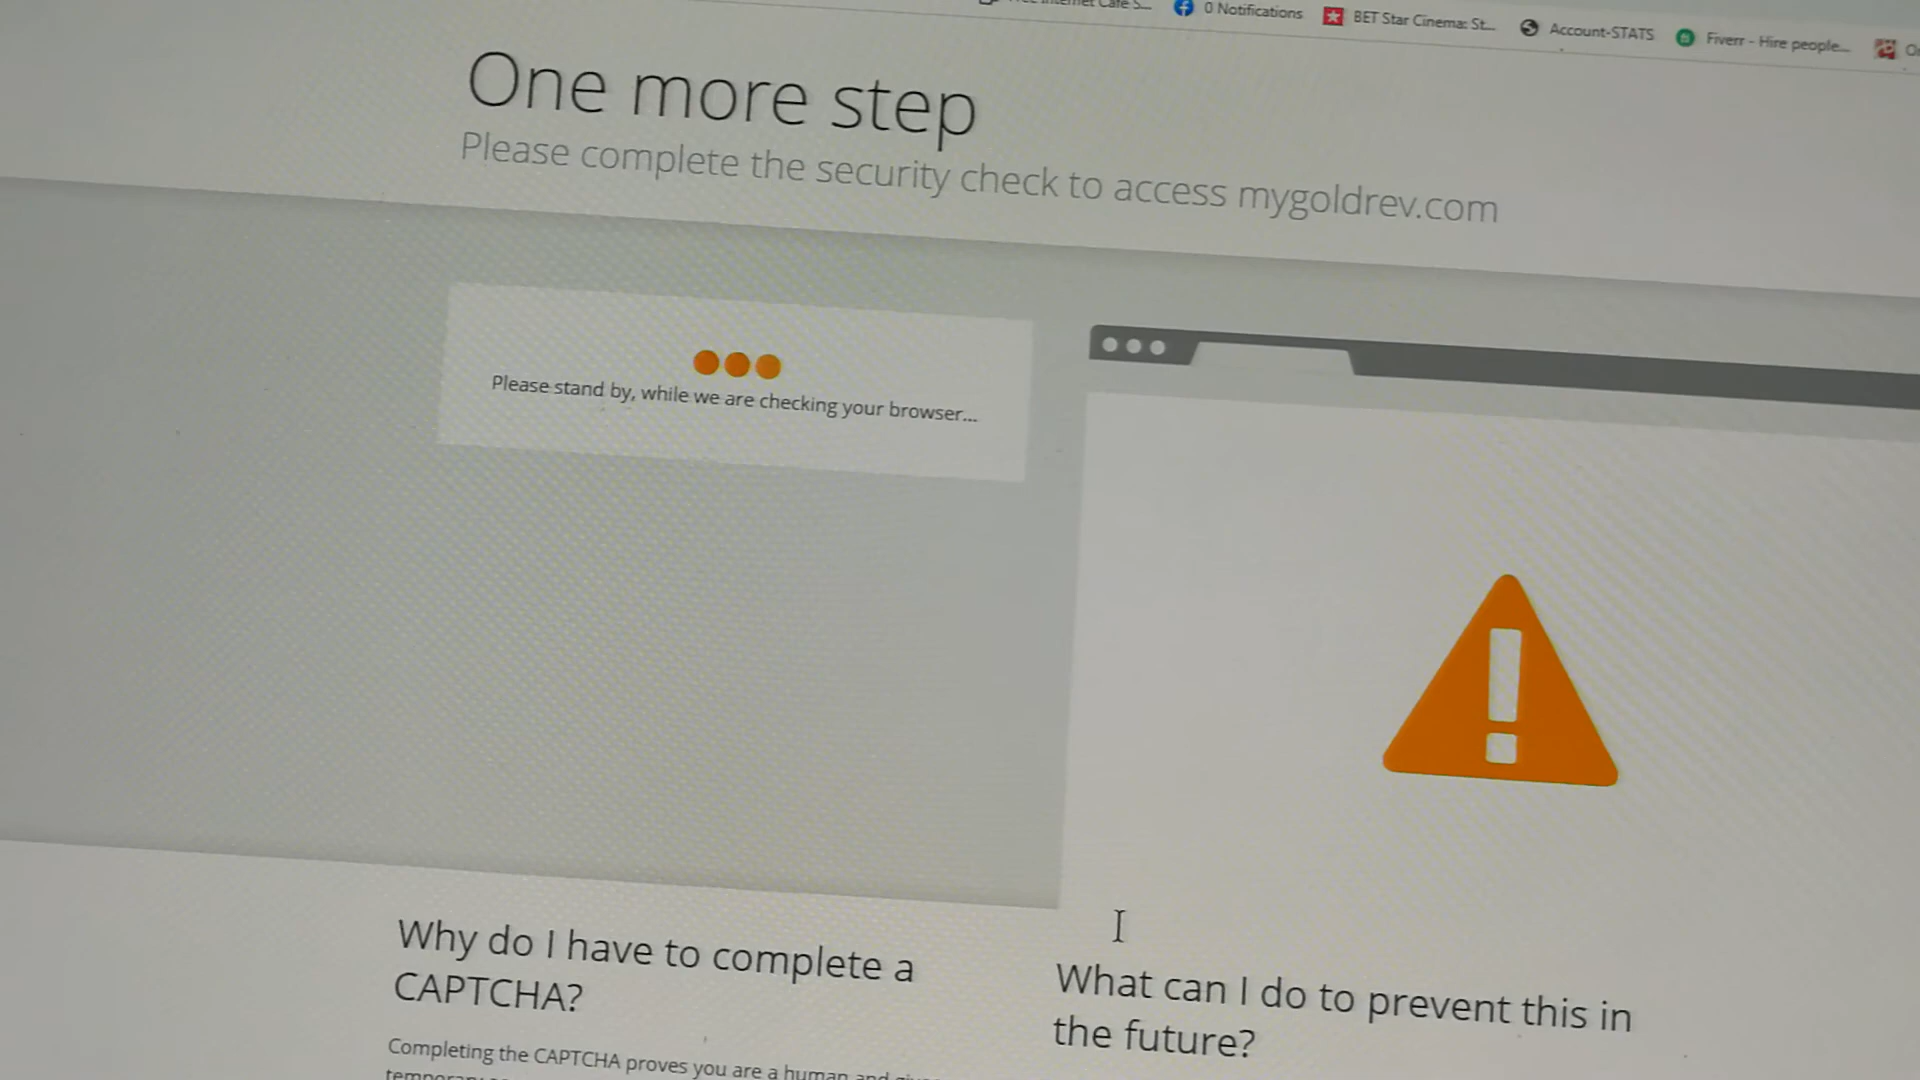 0 Notifications
BET Star Cinema: St...
Account-STATS
Fiverr - Hire people...
One more step
Please complete the security check to access mygoldrev.com
Please stand by, while we are checking your browser...
Why do I have to complete a
CAPTCHA?
Completing the CAPTCHA proves you are a human and
What can I do to prevent this in
the future?